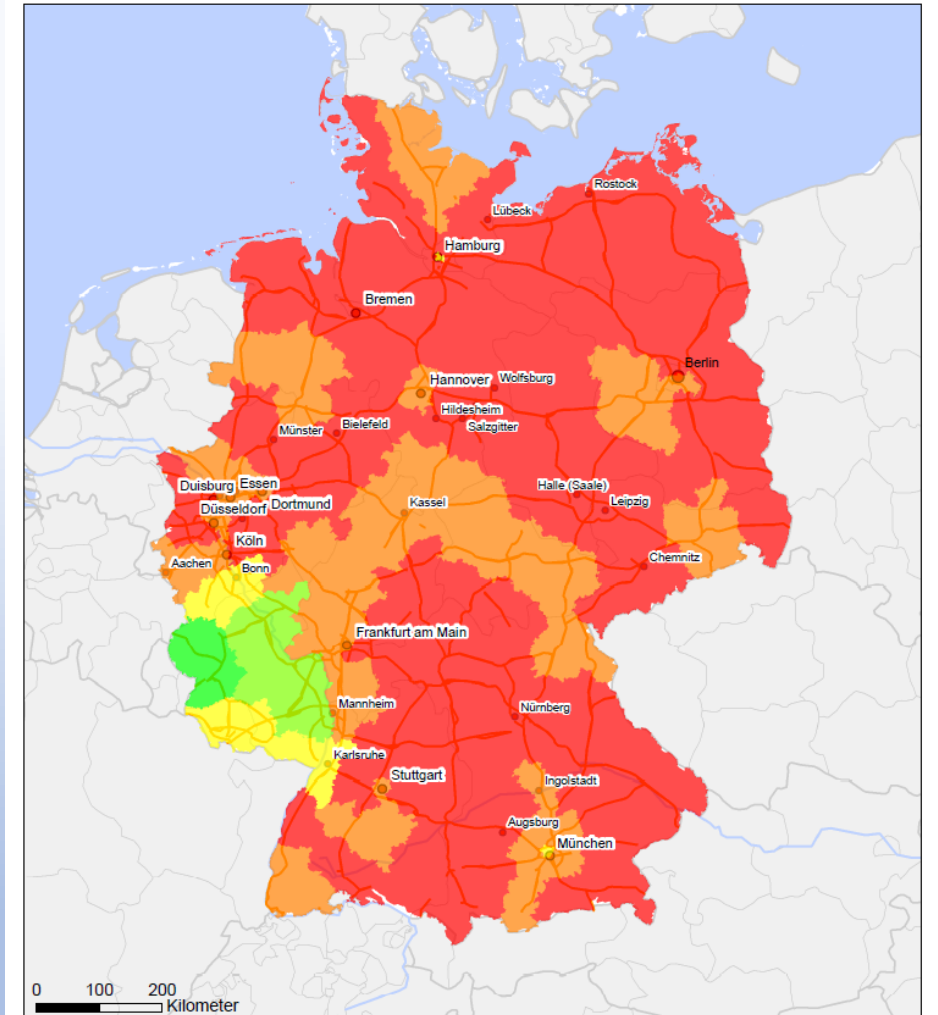 Rostock
Lübeck
Hamburg
Bremen
Berlin
Hannover
Wolfsburg
Hildesheim
Salzgitter
Bielefeld
Münster
Halle (Saale)
Leipzig
Duisburg
Essen
Düsseldorf
Dortmund
Kassel
Köln
Aachen
Bonn
Chemnitz
Frankfurt am Main
Mannheim
Nürnberg
Karlsruhe
Stuttgart
Ingolstadt
Augsburg
München
0 100 200
Kilometer